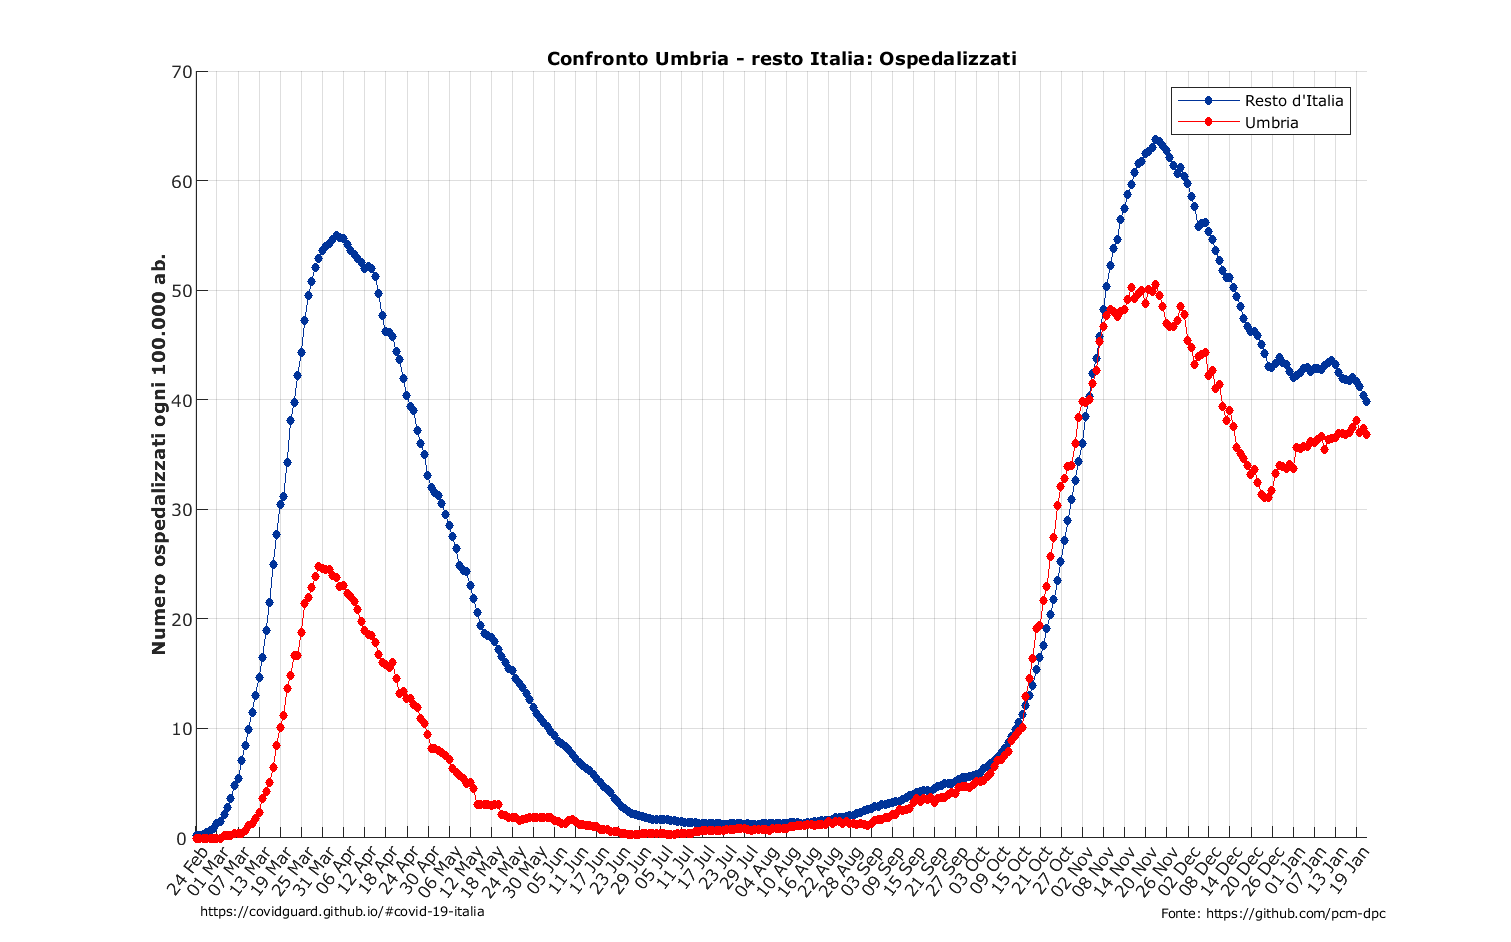 Confronto Umbria - resto Italia: Ospedalizzati
70
60
50
40
30
20
10
0
Numero ospedalizzati ogni 100.000 ab.
Resto d'Italia
Umbria
24 Feb
01 Mar
07 Mar
13 Mar
19 Mar
25 Mar
31 Mar
06 Apr
12 Apr
18 Apr
24 Apr
30 Apr
06 May
12 May
18 May
24 May
30 May
05 Jun
11 Jun
17 Jun
23 Jun
29 Jun
05 Jul
11 Jul
17 Jul
23 Jul
29 Jul
04 Aug
10 Aug
16 Aug
22 Aug
28 Aug
03 Sep
09 Sep
15 Sep
21 Sep
27 Sep
03 Oct
09 Oct
15 Oct
21 Oct
27 Oct
02 Nov
08 Nov
14 Nov
20 Nov
26 Nov
02 Dec
08 Dec
14 Dec
20 Dec
26 Dec
01 Jan
07 Jan
13 Jan
19 Jan
https://covidguard.github.io/#covid-19-italia
Fonte: https://github.com/pcm-dpc